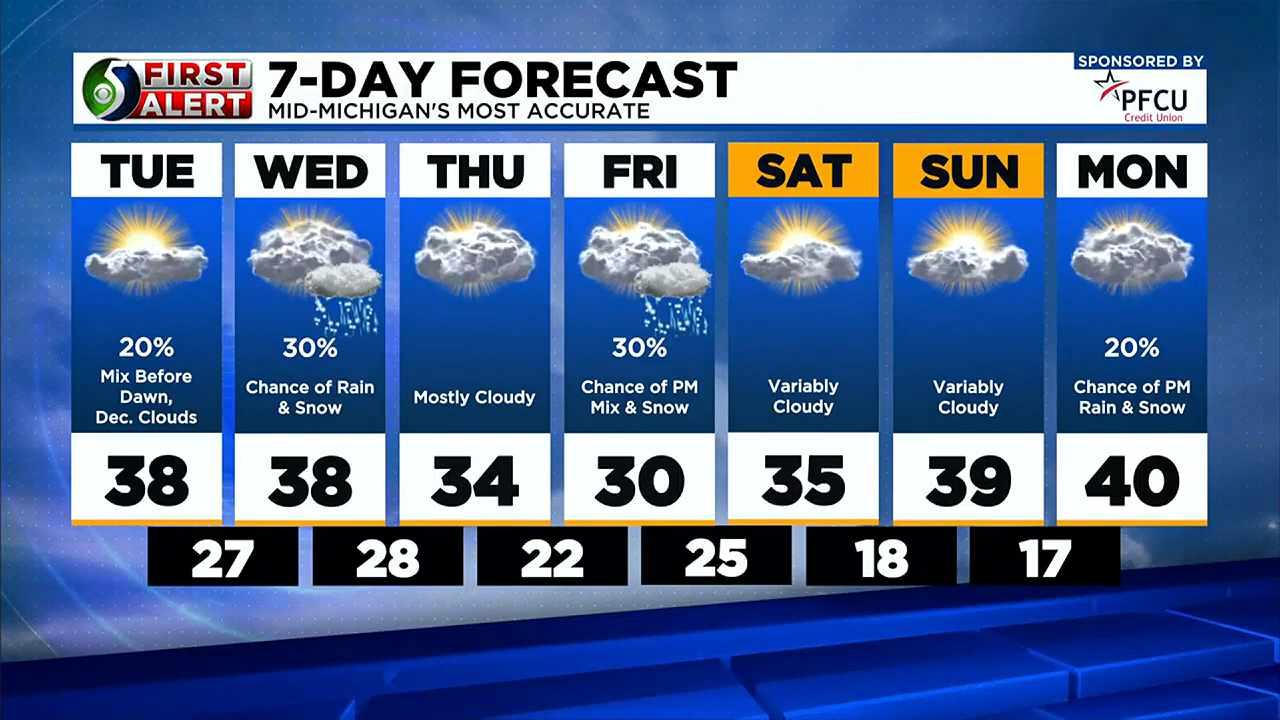 FIRST
ALERT
7-DAY FORECAST
MID-MICHIGAN'S MOST ACCURATE
SPONSORED BY
PFCU
Credit Union
TUE
20%
Mix Before
Dawn,
Dec. Clouds
38
WED
30%
Chance of Rain
& Snow
38
THU
Mostly Cloudy
34
FRI
30%
Chance of PM
Mix & Snow
30
SAT
Variably
Cloudy
35
SUN
Variably
Cloudy
39
MON
20%
Chance of PM
Rain & Snow
40
27
28
22
25
18
17